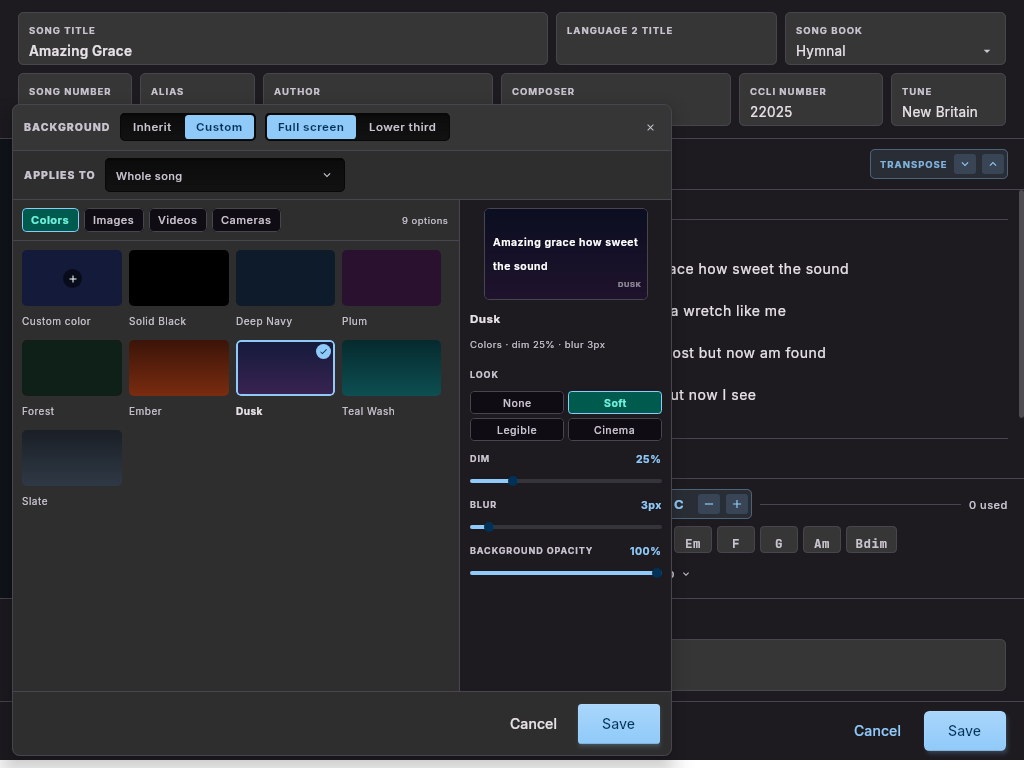 SONG TITLE
Amazing Grace
LANGUAGE 2 TITLE
SONG BOOK
Hymnal
SONG NUMBER
ALIAS
AUTHOR
COMPOSER
CCLI NUMBER
22025
TUNE
New Britain
BACKGROUND
Inherit
Custom
Full screen
Lower third
×
APPLIES TO
Whole song
TRANSPOSE
Colors
Images
Videos
Cameras
9 options
Custom color
Solid Black
Deep Navy
Plum
Forest
Ember
Dusk
Teal Wash
Slate
Amazing grace how sweet
the sound
DUSK
Dusk
Colors · dim 25% · blur 3px
LOOK
None
Soft
Legible
Cinema
DIM
25%
BLUR
3px
BACKGROUND OPACITY
100%
how sweet the sound
a wretch like me
but now am found
now I see
C
0 used
Em
F
G
Am
Bdim
Cancel
Save
Cancel
Save